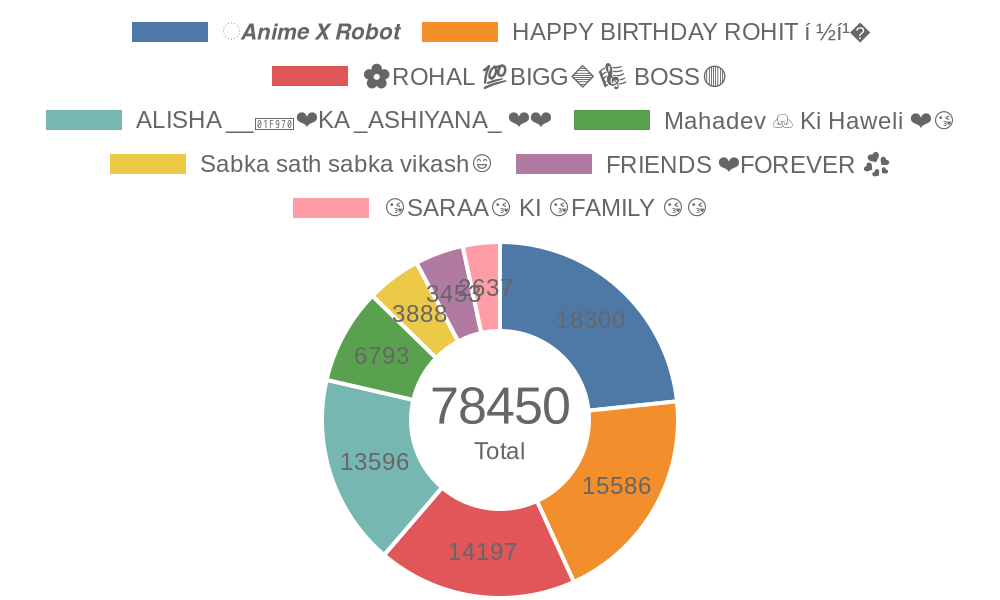 Anime X Robot HAPPY BIRTHDAY ROHIT í ½í¹�
✿ROHAL 💯BIGG🎼 BOSS
ALISHA __❤KA _ASHIYANA_ ❤❤ Mahadev Ki Haweli ❤😘
Sabka sath sabka vikash😄 FRIENDS ❤FOREVER
😘SARAA😘 KI 😘FAMILY 😘😘
2637
3453
3888
18300
6793
78450
Total
13596
15586
14197